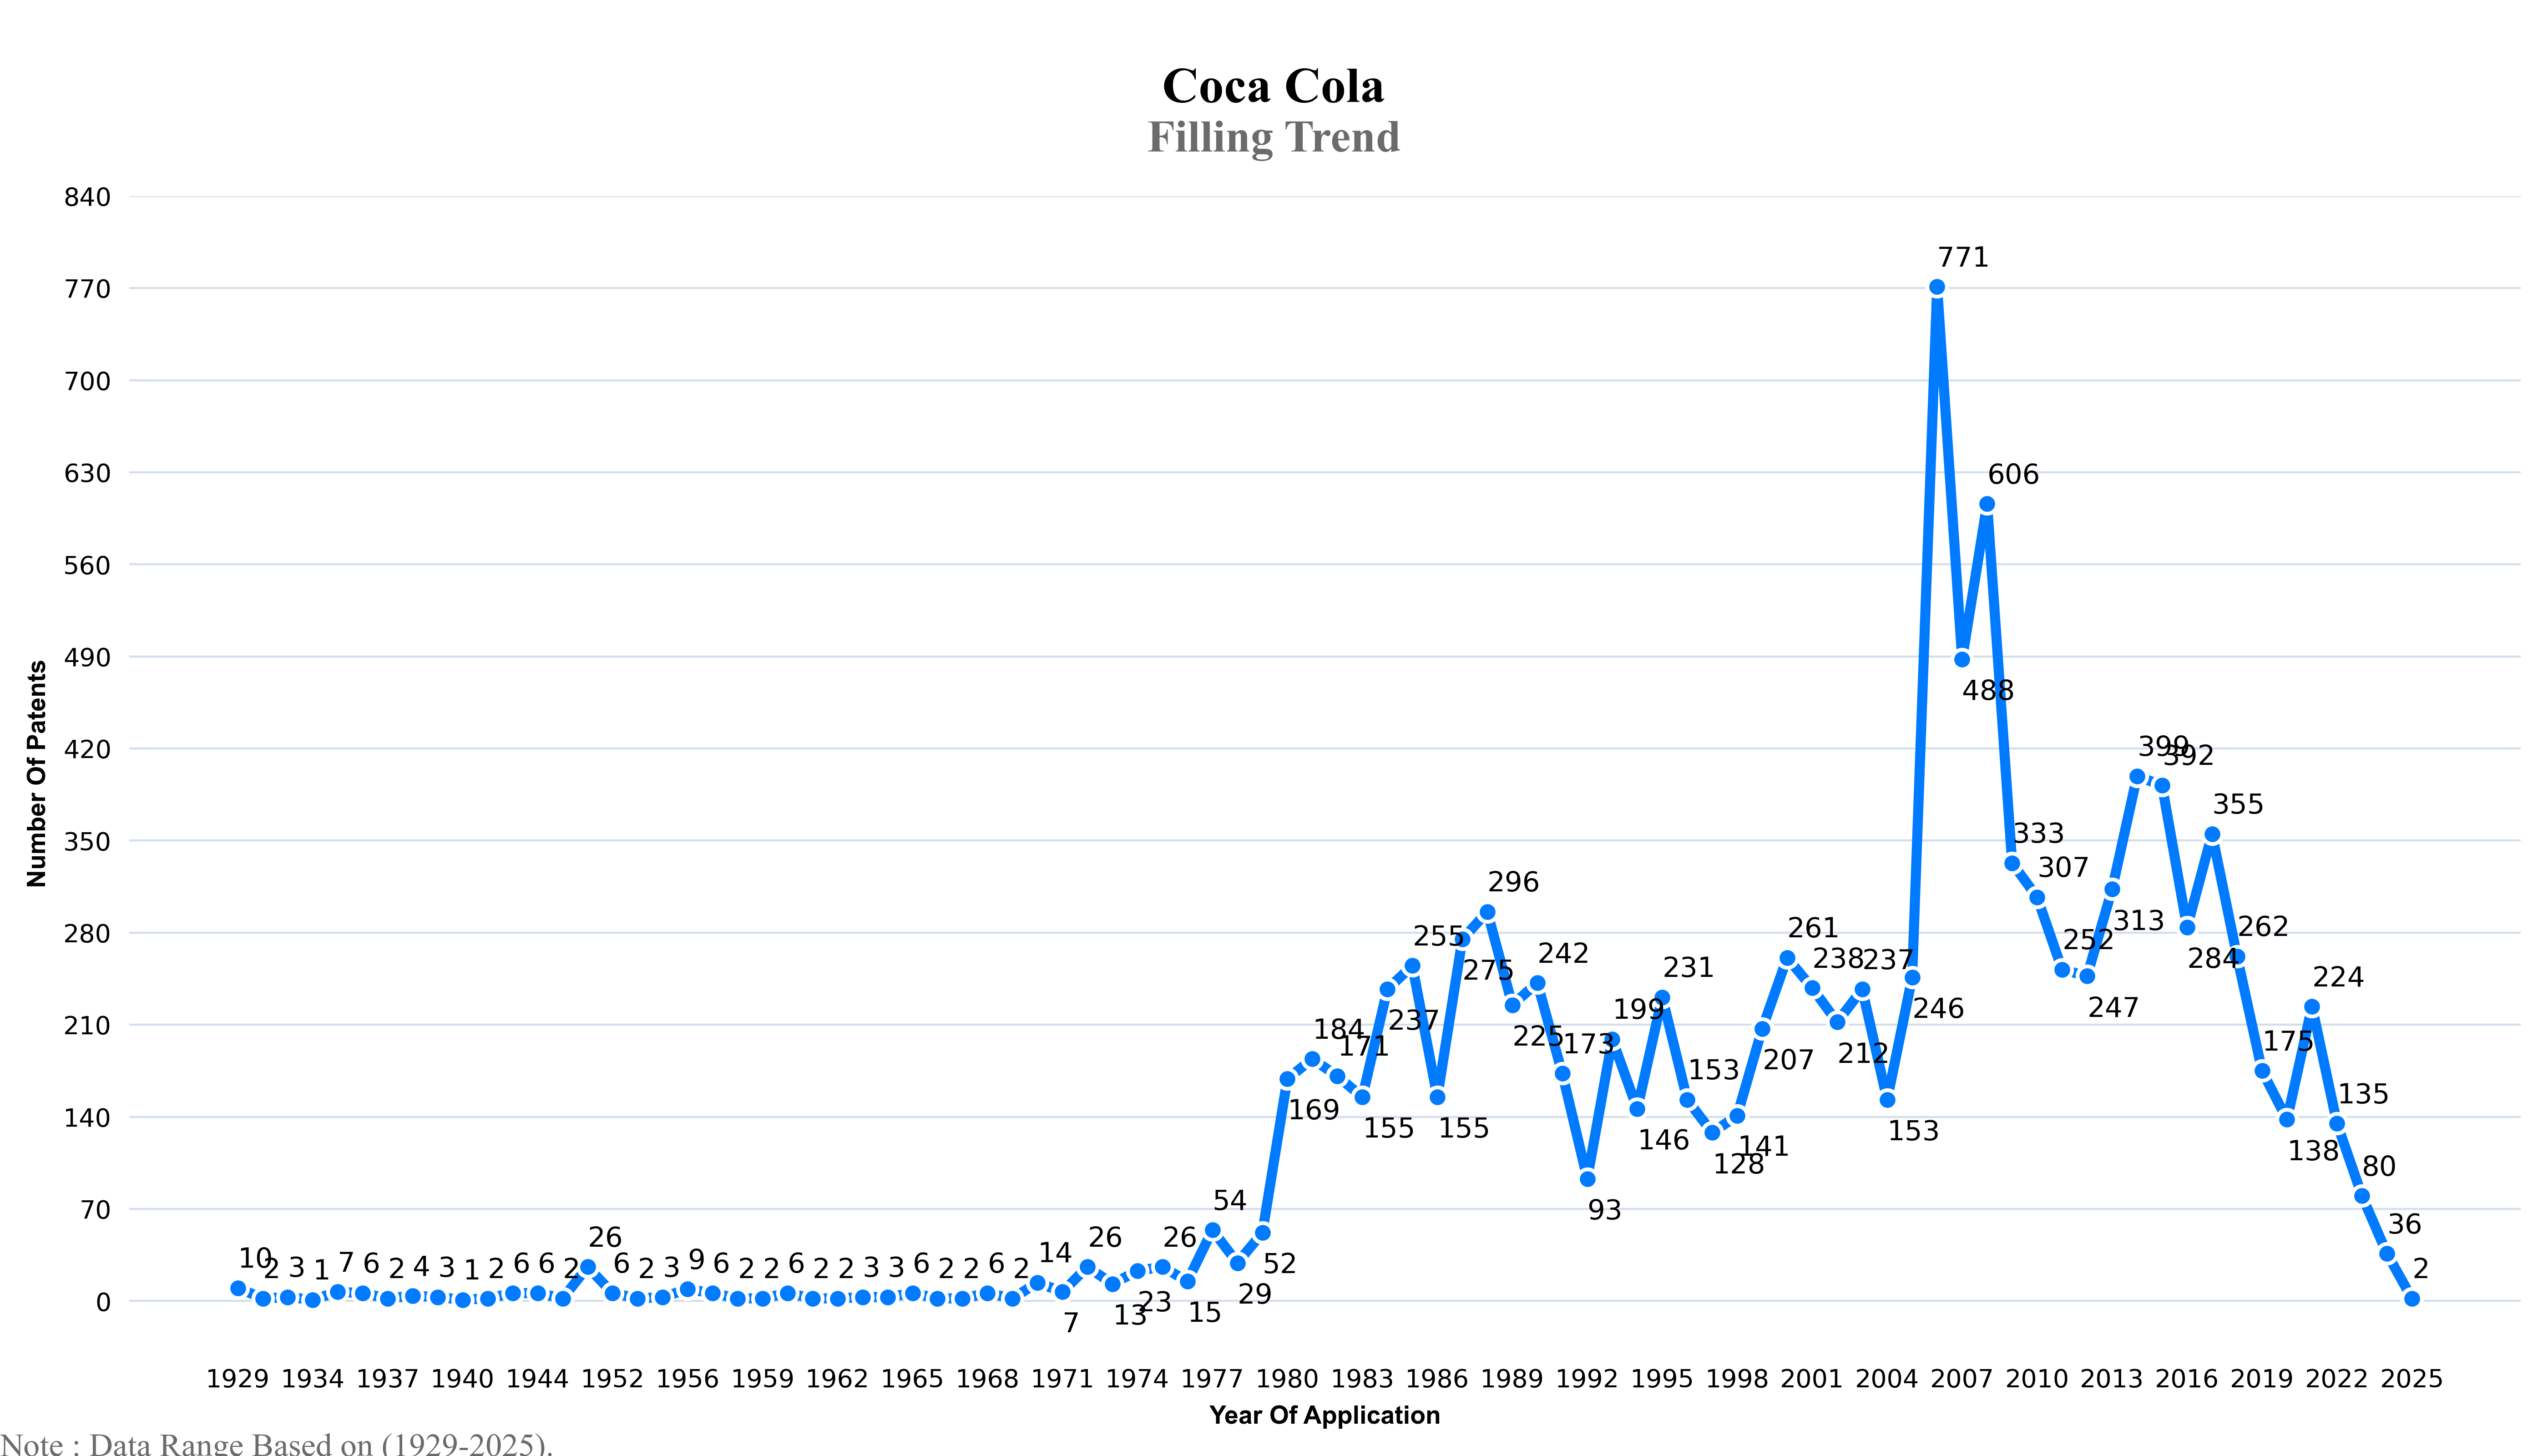 Coca Cola
Filling Trend
840
770
700
630
560
490
420
350
280
210
140
70
0
Number Of Patents
10 2 3 1 7 6 2 4 3 1 2 6 6 2 26 6 2 3 9 6 2 2 6 2 2 3 3 6 2 2 6 2 14 7 26 13 23 26 15 54 29 52 169 184 171 155 237 255 155 275 296 225 242 173 93 199 146 231 153 128 141 207 261 238 212 237 153 246 771 488 606 333 307 252 247 313 399 392 284 355 262 175 138 224 135 80 36 2
1929 1934 1937 1940 1944 1952 1956 1959 1962 1965 1968 1971 1974 1977 1980 1983 1986 1989 1992 1995 1998 2001 2004 2007 2010 2013 2016 2019 2022 2025
Year Of Application
Note : Data Range Based on (1929-2025).